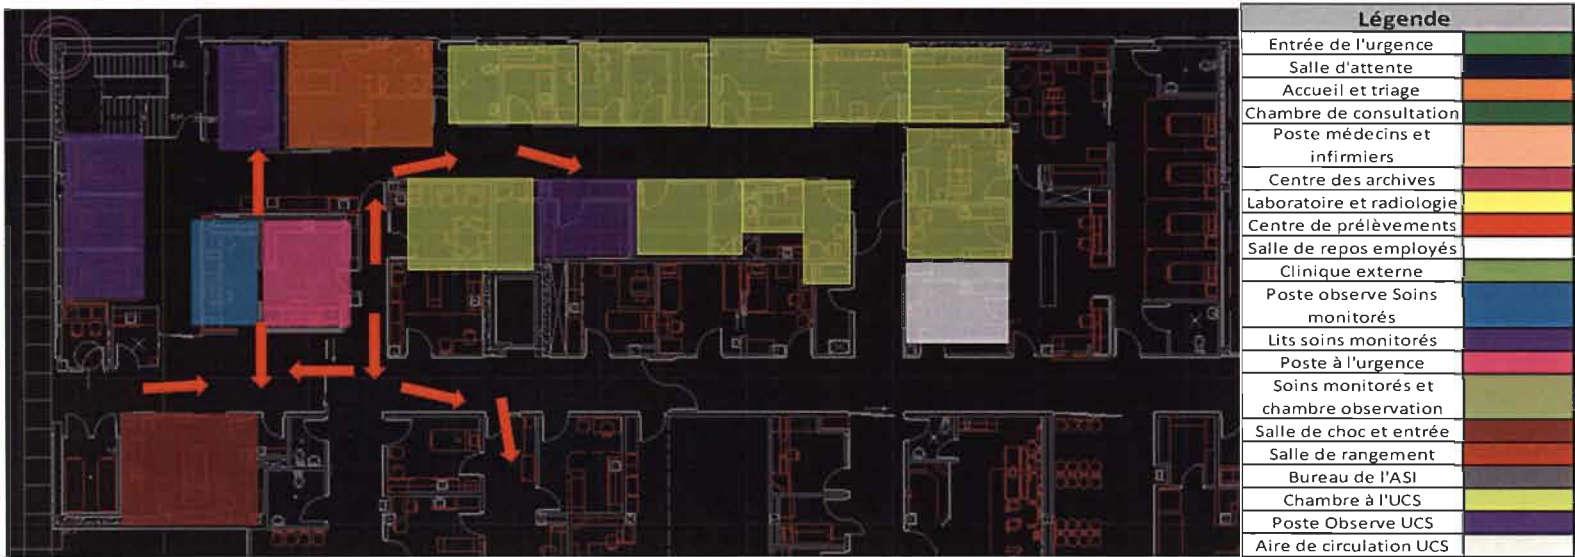 Légende
Entrée de l'urgence
Salle d'attente
Accueil et triage
Chambre de consultation
Poste médecins et
infirmiers
Centre des archives
Laboratoire et radiologie
Centre de prélèvements
Salle de repos employés
Clinique externe
Poste observe Soins
monitorés
Lits soins monitorés
Poste à l'urgence
Soins monitorés et
chambre observation
Salle de choc et entrée
Salle de rangement
Bureau de l'ASI
Chambre à l'UCS
Poste Observe UCS
Aire de circulation UCS